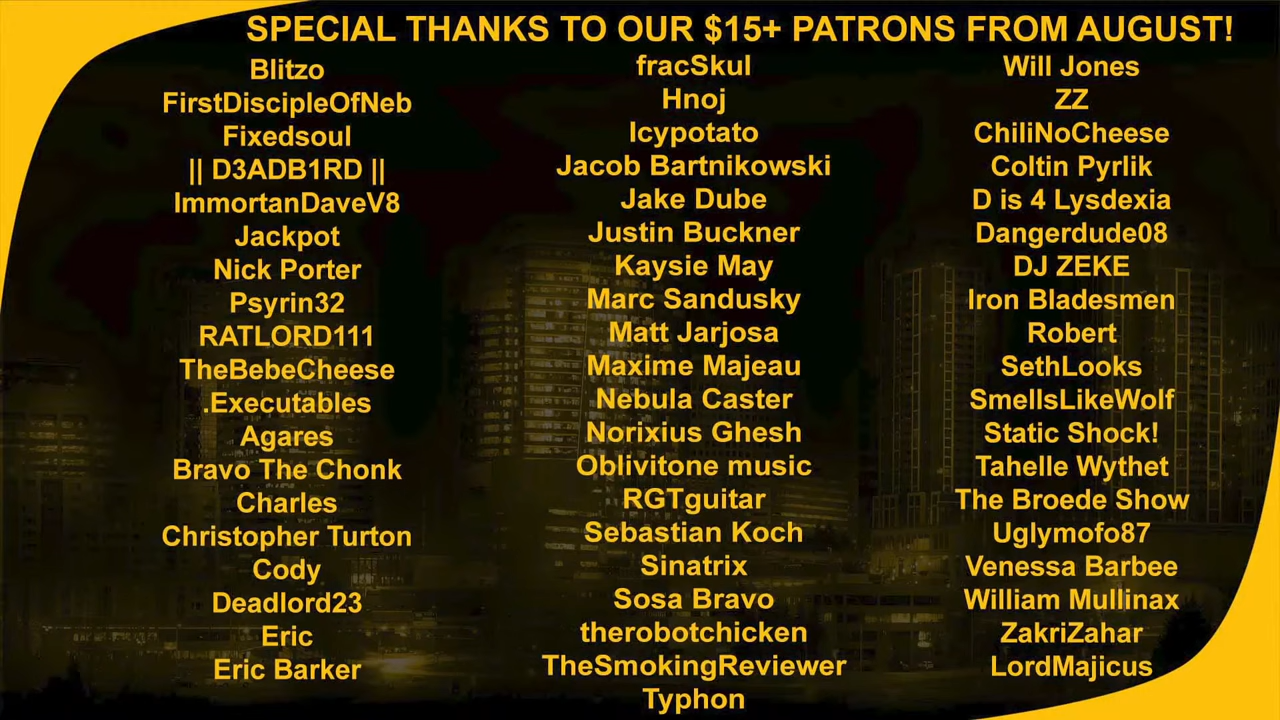 SPECIAL THANKS TO OUR $15+ PATRONS FROM AUGUST!
Blitzo
FirstDiscipleOfNeb
Fixedsoul
|| D3ADB1RD ||
ImmortanDaveV8
Jackpot
Nick Porter
Psyrin32
RATLORD111
TheBebeCheese
.Executables
Agares
Bravo The Chonk
Charles
Christopher Turton
Cody
Deadlord23
Eric
Eric Barker
fracSkul
Hnoj
Icypotato
Jacob Bartnikowski
Jake Dube
Justin Buckner
Kaysie May
Marc Sandusky
Matt Jarjosa
Maxime Majeau
Nebula Caster
Norixius Ghesh
Oblivitone music
RGTguitar
Sebastian Koch
Sinatrix
Sosa Bravo
therobotchicken
TheSmokingReviewer
Typhon
Will Jones
ZZ
ChiliNoCheese
Coltin Pyrlik
D is 4 Lysdexia
Dangerdude08
DJ ZEKE
Iron Bladesmen
Robert
SethLooks
SmellsLikeWolf
Static Shock!
Tahelle Wythet
The Broede Show
Uglymofo87
Venessa Barbee
William Mullinax
ZakriZahar
LordMajicus